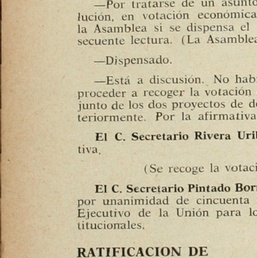 —Por tratarse de un asunto
lución, en votación económica
la Asamblea si se dispensa el
secuente lectura. (La Asamblea
—Dispensado.
—Está a discusión. No hab
proceder a recoger la votación
junto de los dos proyectos de de
teriormente. Por la afirmativa
El C. Secretario Rivera Urib
tiva.
(Se recoge la votaci
El C. Secretario Pintado Borr
por unanimidad de cincuenta
Ejecutivo de la Unión para lo
titucionales.
RATIFICACION DE